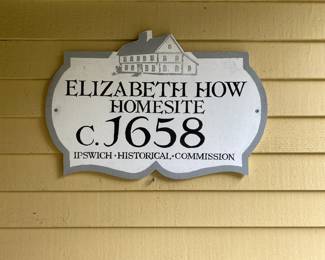 ELIZABETH HOW
HOMESITE
C. 1658
IPSWICH · HISTORICAL · COMMISSION